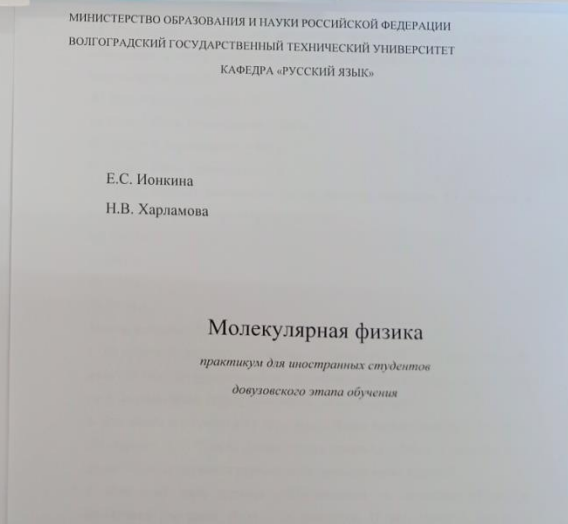 МИНИСТЕРСТВО ОБРАЗОВАНИЯ И НАУКИ РОССИЙСКОЙ ФЕДЕРАЦИИ
ВОЛГОГРАДСКИЙ ГОСУДАРСТВЕННЫЙ ТЕХНИЧЕСКИЙ УНИВЕРСИТЕТ
КАФЕДРА «РУССКИЙ ЯЗЫК»
Е.С. Ионкина
Н.В. Харламова
Молекулярная физика
практикум для иностранных студентов
довузовского этапа обучения